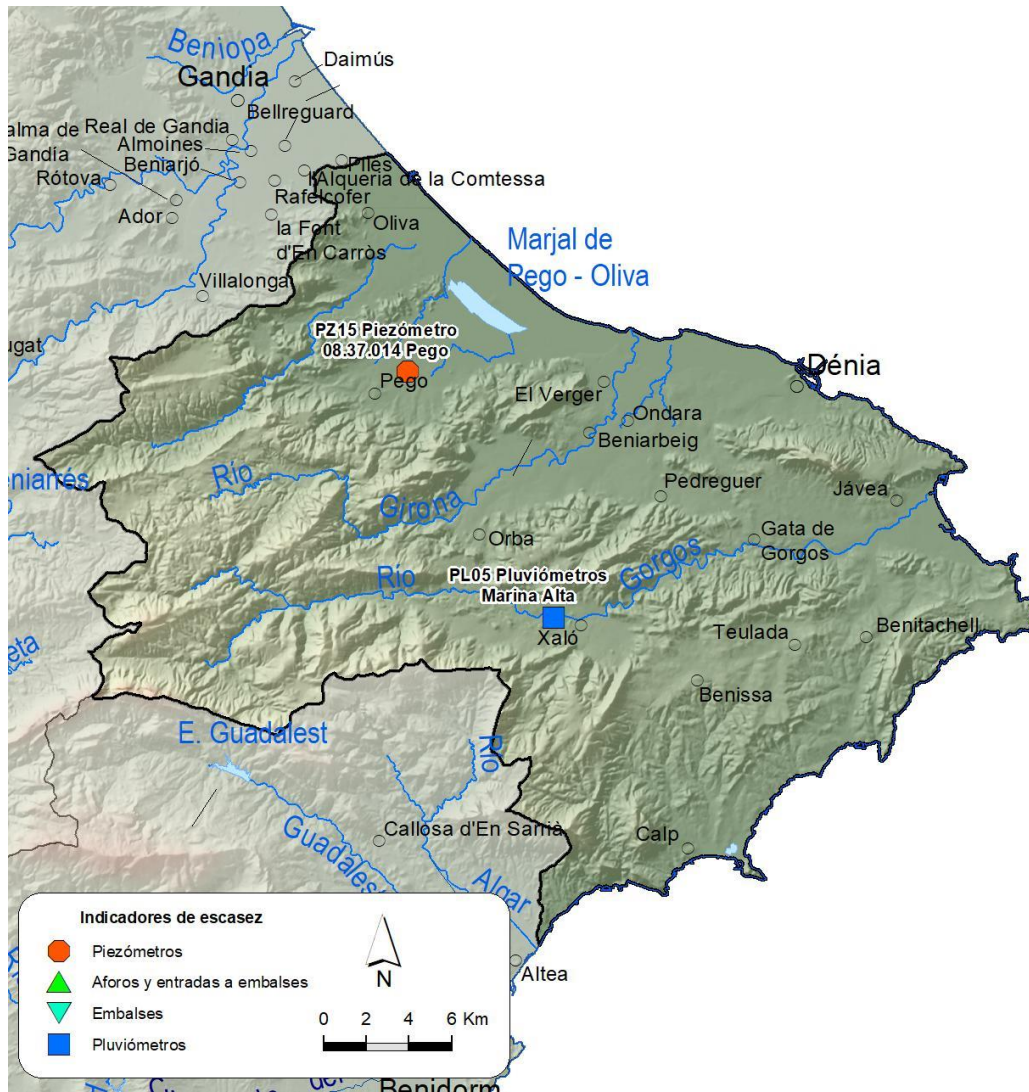 Beniopa
Daimús
Gandia
Bellreguard
Real de Gandia
alma de
Gandía
Almoines
Piles
Beniarjó
l'Alqueria de la Comtessa
Rótova
Rafelcofer
Ador
Oliva
la Font
d'En Carròs
Marjal de
Pego - Oliva
Villalonga
PZ15 Piezómetro
08.37.014 Pego
ugat
Pego
Dénia
El Verger
Ondara
Beniarbeig
eniarrés
Río
Girona
Pedreguer
Jávea
Orba
Gata de
Gorgos
Río
Gorgos
PL05 Pluviómetros
Marina Alta
Xaló
Teulada
Benitachell
eta
Benissa
E. Guadalest
Río
Callosa d'En Sarrià
Calp
Guadalest
Algar
Indicadores de escasez
Piezómetros
Aforos y entradas a embalses
Embalses
Pluviómetros
N
0 2 4 6 Km
Altea
Benidorm